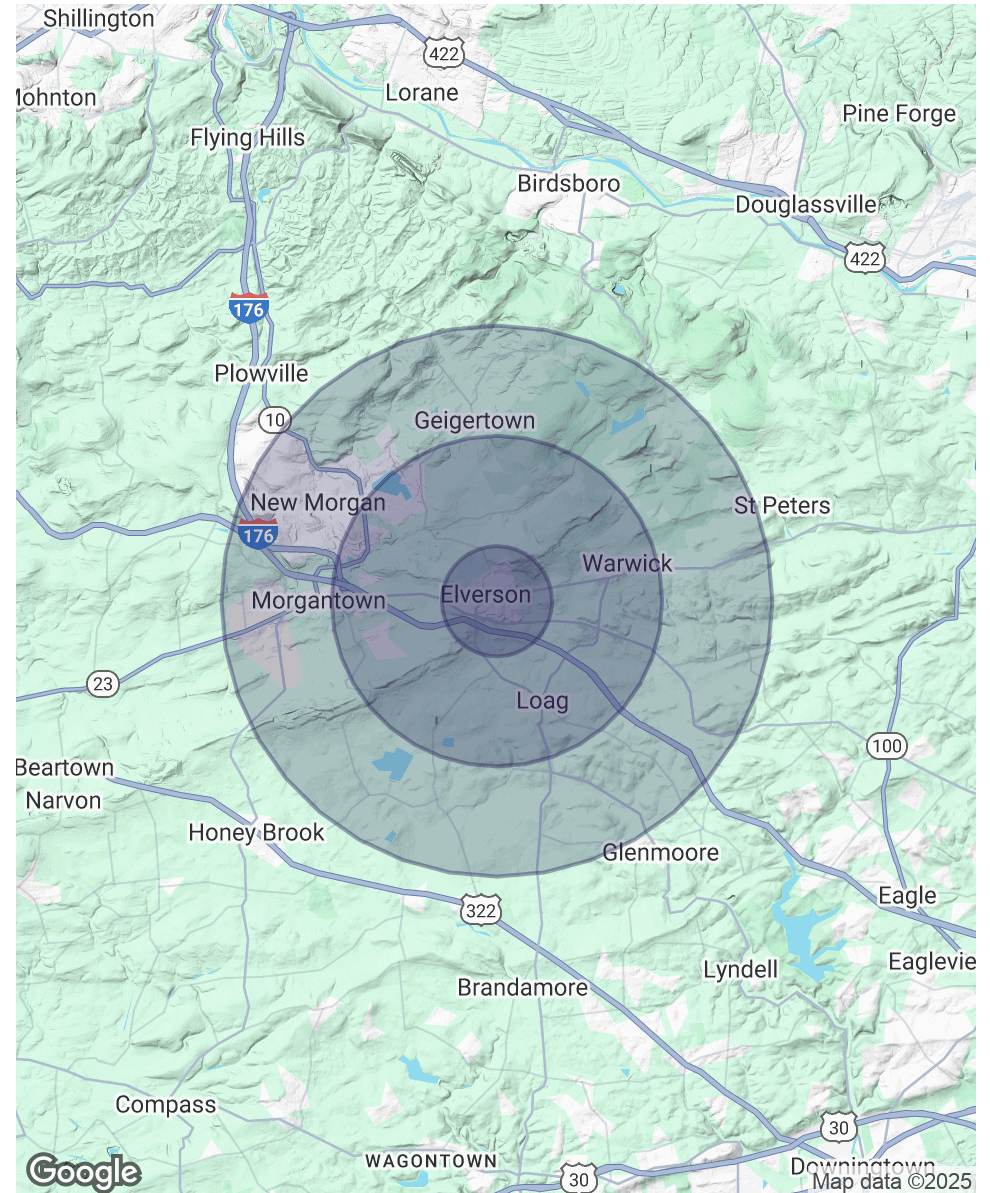 Shillington
422
Mohnton
Lorane
Pine Forge
Flying Hills
Birdsboro
Douglassville
422
176
Plowville
10
Geigertown
New Morgan
St Peters
176
Warwick
Elverson
Morgantown
23
Loag
100
Beartown
Narvon
Honey Brook
Glenmoore
Eagle
322
Eaglevie
Lyndell
Brandamore
Compass
30
WAGONTOWN
Downingtown
Google
30
Map data ©2025